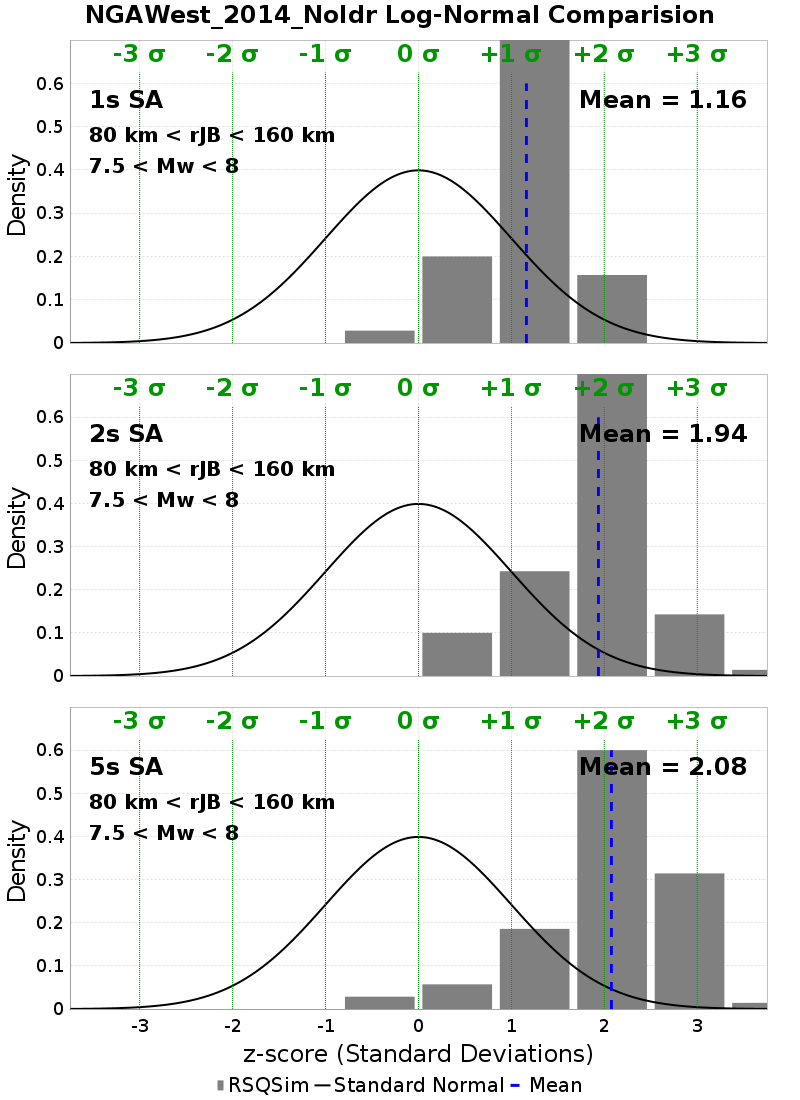 NGAWest_2014_NoIdr Log-Normal Comparision
-3 σ -2 σ -1 σ 0 σ +1 σ +2 σ +3 σ
1s SA
Mean = 1.16
80 km < rJB < 160 km
7.5 < Mw < 8
Density
0.6
0.5
0.4
0.3
0.2
0.1
0
-3 σ -2 σ -1 σ 0 σ +1 σ +2 σ +3 σ
2s SA
Mean = 1.94
80 km < rJB < 160 km
7.5 < Mw < 8
Density
0.6
0.5
0.4
0.3
0.2
0.1
0
-3 σ -2 σ -1 σ 0 σ +1 σ +2 σ +3 σ
5s SA
Mean = 2.08
80 km < rJB < 160 km
7.5 < Mw < 8
Density
0.6
0.5
0.4
0.3
0.2
0.1
0
-3 -2 -1 0 1 2 3
z-score (Standard Deviations)
RSQSim Standard Normal Mean